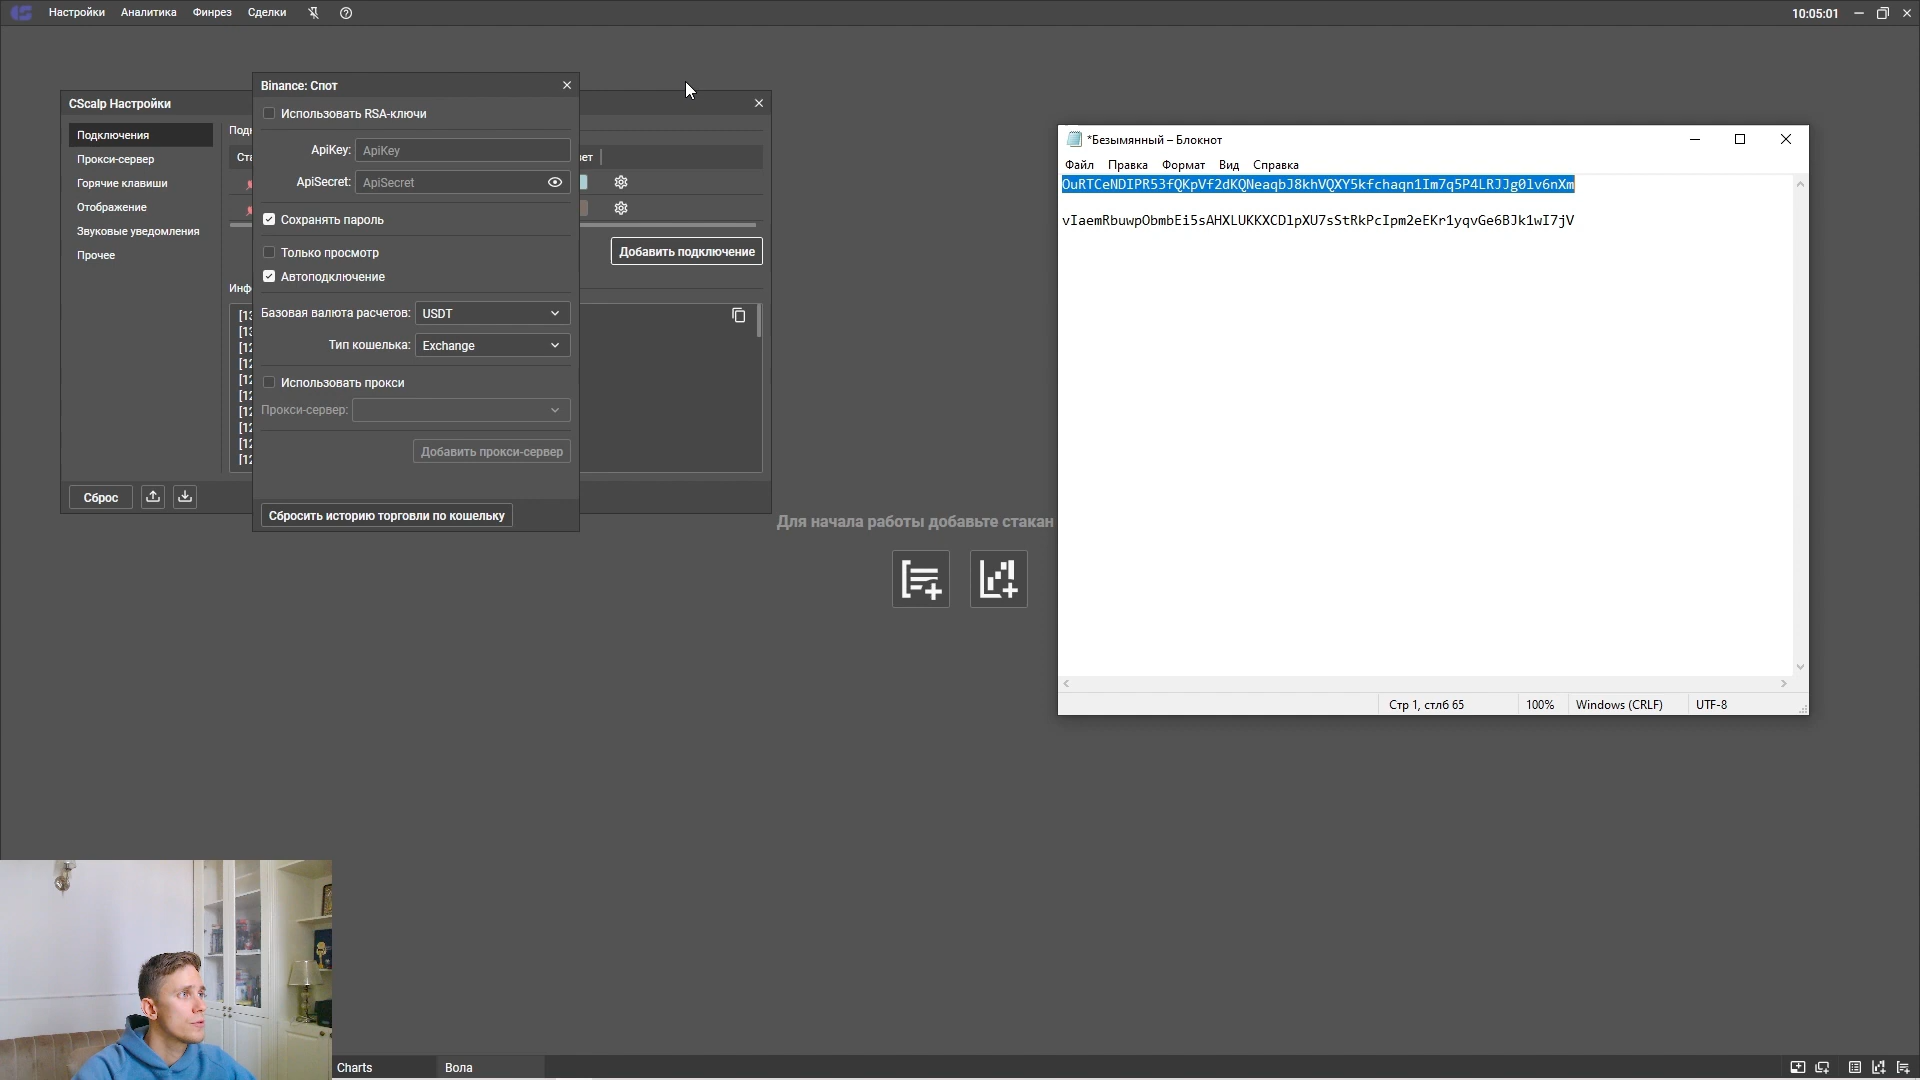 Настройки Аналитика Финрез Сделки
10:05:01
Binance: Спот
CScalp Настройки
Использовать RSA-ключи
Подключения
Прокси-сервер
Горячие клавиши
Отображение
Звуковые уведомления
Прочее
ApiKey: ApiKey
ApiSecret: ApiSecret
Сохранять пароль
Только просмотр
Автоподключение
Добавить подключение
Базовая валюта расчетов: USDT
Тип кошелька: Exchange
Использовать прокси
Прокси-сервер:
Добавить прокси-сервер
Сброс
Сбросить историю торговли по кошельку
Для начала работы добавьте стакан
*Безымянный – Блокнот
Файл Правка Формат Вид Справка
OuRTCeNDIPR53fQKpVf2dKQNeaqbJ8khVQXY5kfchaqn1Im7q5P4LRJJg0lv6nXm
vIaemRbuwpObmbEi5sAHXLUKKXCDlpXU7sStRkPcIpm2eEKr1yqvGe6BJk1wI7jV
Стр 1, стлб 65 100% Windows (CRLF) UTF-8
Charts Вола